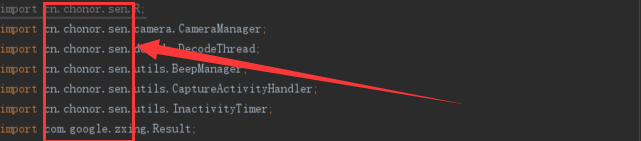 import cn.chonor.sen.R;
import cn.chonor.sen.camera.CameraManager;
import cn.chonor.sen.DecodeThread;
import cn.chonor.sen.utils.BeepManager;
import cn.chonor.sen.utils.CaptureActivityHandler;
import cn.chonor.sen.utils.InactivityTimer;
import com.google.zxing.Result;